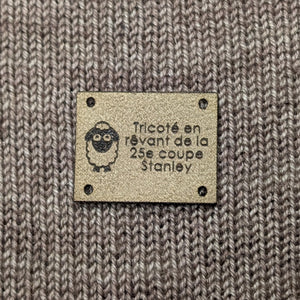 Tricoté en
rêvant de la
25e coupe
Stanley